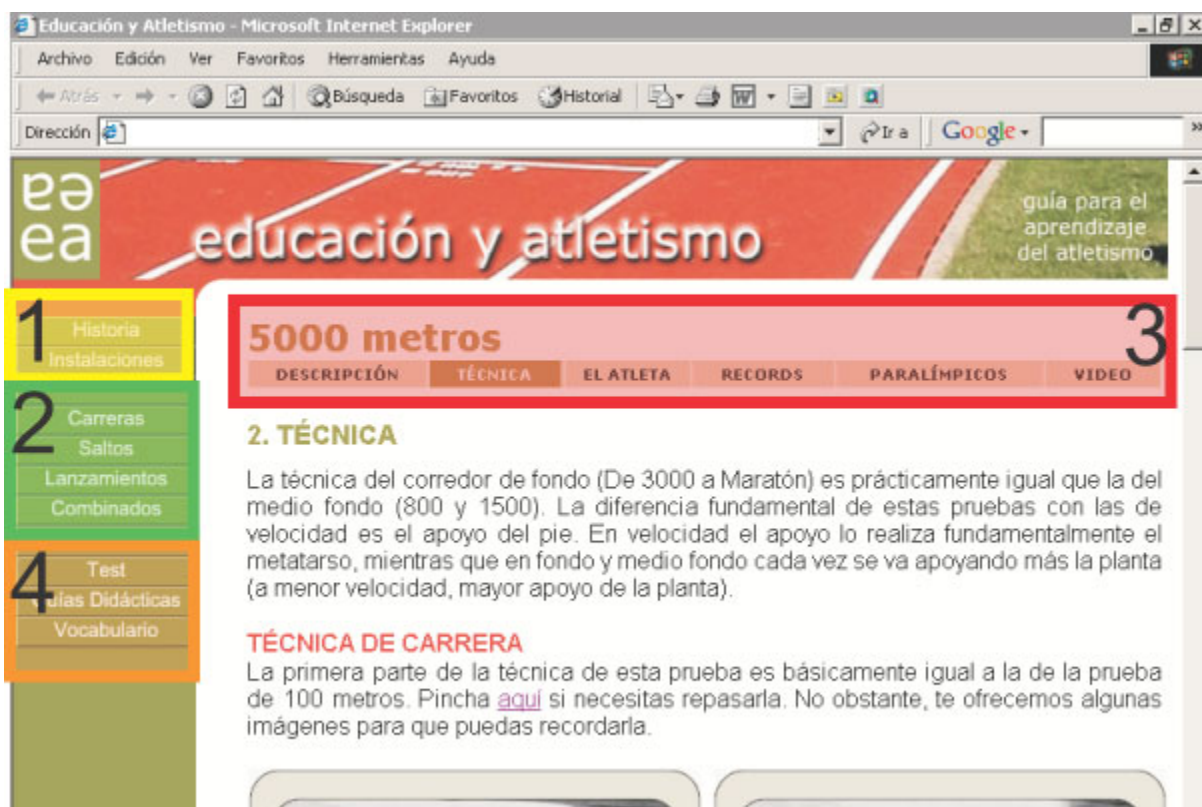 Educación y Atletismo - Microsoft Internet Explorer
Archivo Edición Ver Favoritos Herramientas Ayuda
Atrás Búsqueda Favoritos Historial
Dirección Ir a Google
ea
ea
educación y atletismo
guía para el
aprendizaje
del atletismo
1
Historia
Instalaciones
2
Carreras
Saltos
Lanzamientos
Combinados
4
Test
Guías Didácticas
Vocabulario
3
5000 metros
DESCRIPCIÓN TÉCNICA EL ATLETA RECORDS PARALÍMPICOS VIDEO
2. TÉCNICA
La técnica del corredor de fondo (De 3000 a Maratón) es prácticamente igual que la del
medio fondo (800 y 1500). La diferencia fundamental de estas pruebas con las de
velocidad es el apoyo del pie. En velocidad el apoyo lo realiza fundamentalmente el
metatarso, mientras que en fondo y medio fondo cada vez se va apoyando más la planta
(a menor velocidad, mayor apoyo de la planta).
TÉCNICA DE CARRERA
La primera parte de la técnica de esta prueba es básicamente igual a la de la prueba
de 100 metros. Pincha aquí si necesitas repasarla. No obstante, te ofrecemos algunas
imágenes para que puedas recordarla.